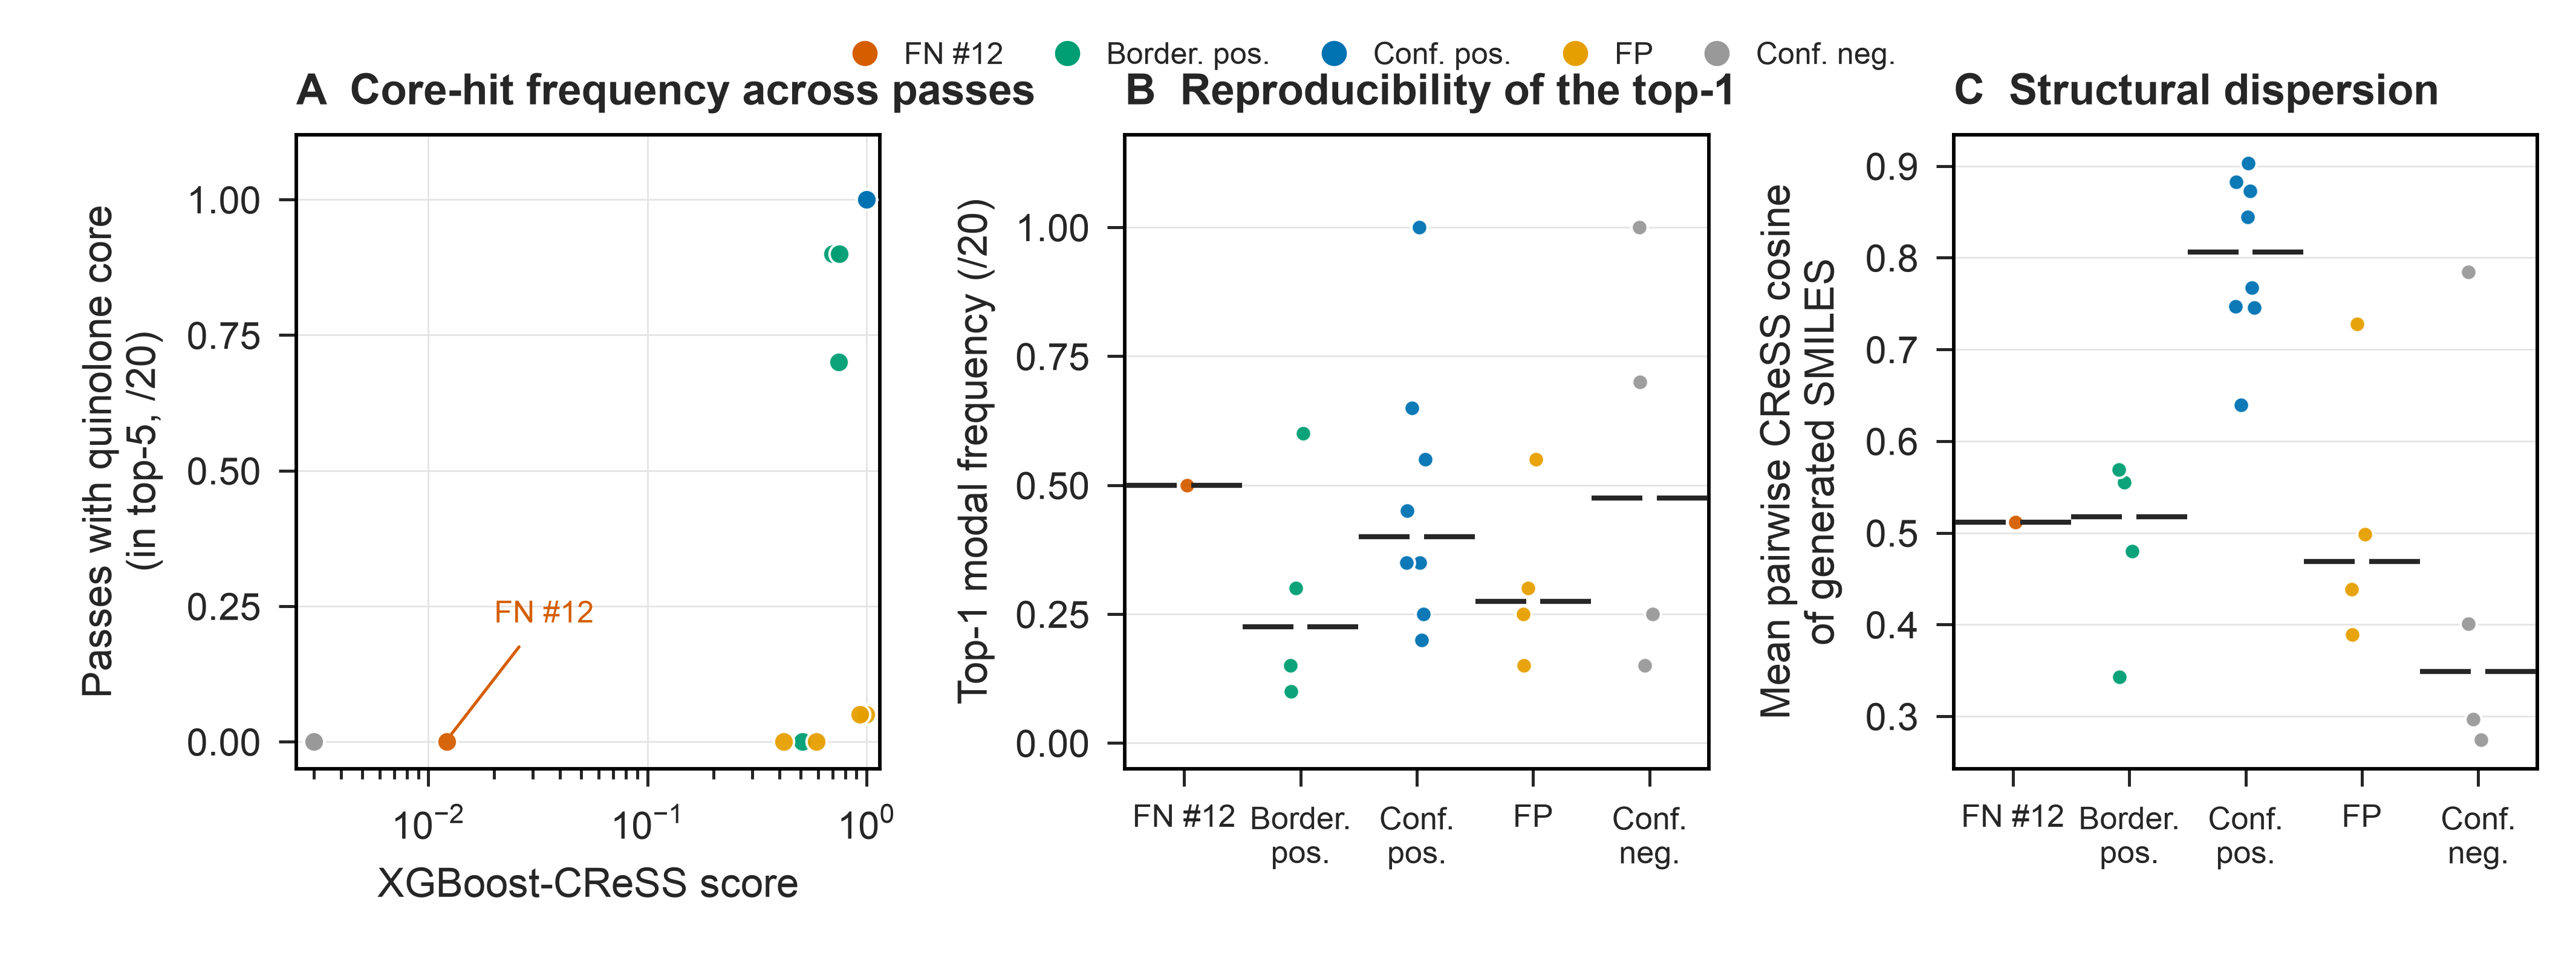 FN #12
Border. pos.
Conf. pos.
FP
Conf. neg.
A Core-hit frequency across passes
Passes with quinolone core
(in top-5, /20)
1.00
0.75
0.50
0.25
0.00
FN #12
10⁻²
10⁻¹
10⁰
XGBoost-CReSS score
B Reproducibility of the top-1
Top-1 modal frequency (/20)
1.00
0.75
0.50
0.25
0.00
FN #12
Border.
pos.
Conf.
pos.
FP
Conf.
neg.
C Structural dispersion
Mean pairwise CReSS cosine
of generated SMILES
0.9
0.8
0.7
0.6
0.5
0.4
0.3
FN #12
Border.
pos.
Conf.
pos.
FP
Conf.
neg.